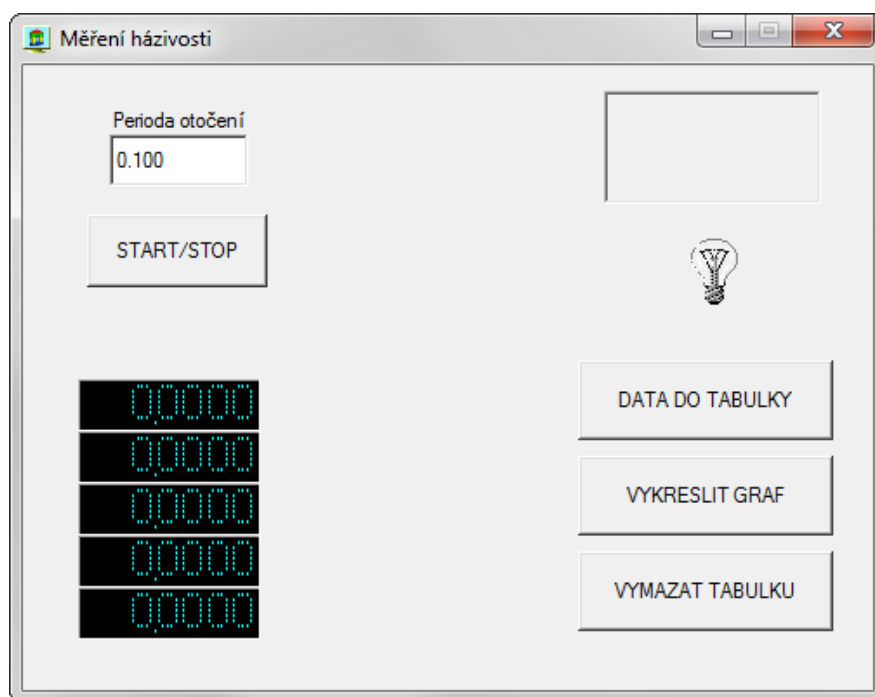 Měření házivosti
Perioda otočení
0.100
START/STOP
0,0000
0,0000
0,0000
0,0000
0,0000
DATA DO TABULKY
VYKRESLIT GRAF
VYMAZAT TABULKU